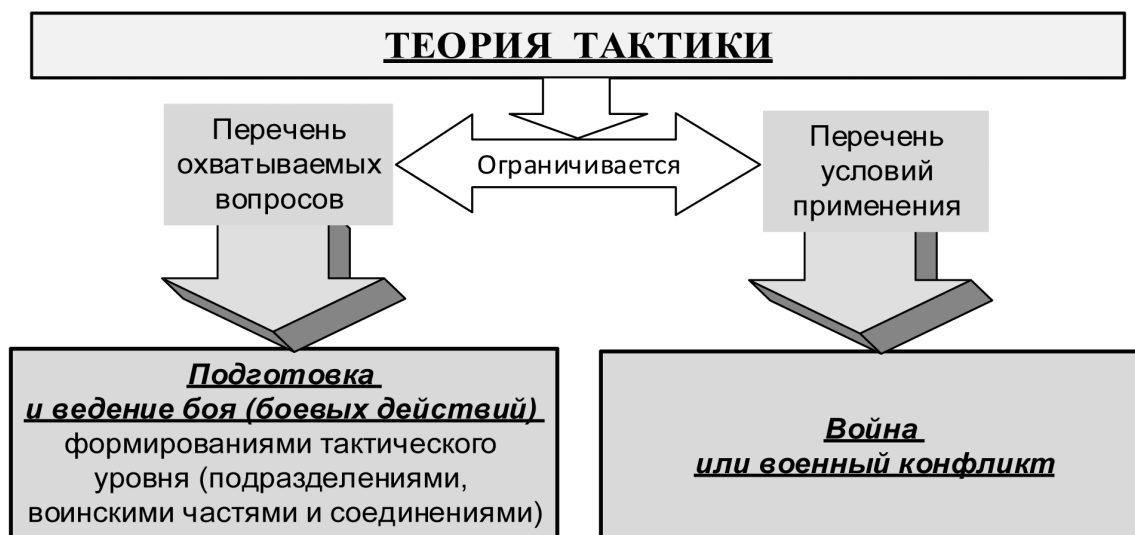 ТЕОРИЯ ТАКТИКИ
Перечень
охватываемых
вопросов
Ограничивается
Перечень
условий
применения
Подготовка
и ведение боя (боевых действий)
формированиями тактического
уровня (подразделениями,
воинскими частями и соединениями)
Война
или военный конфликт